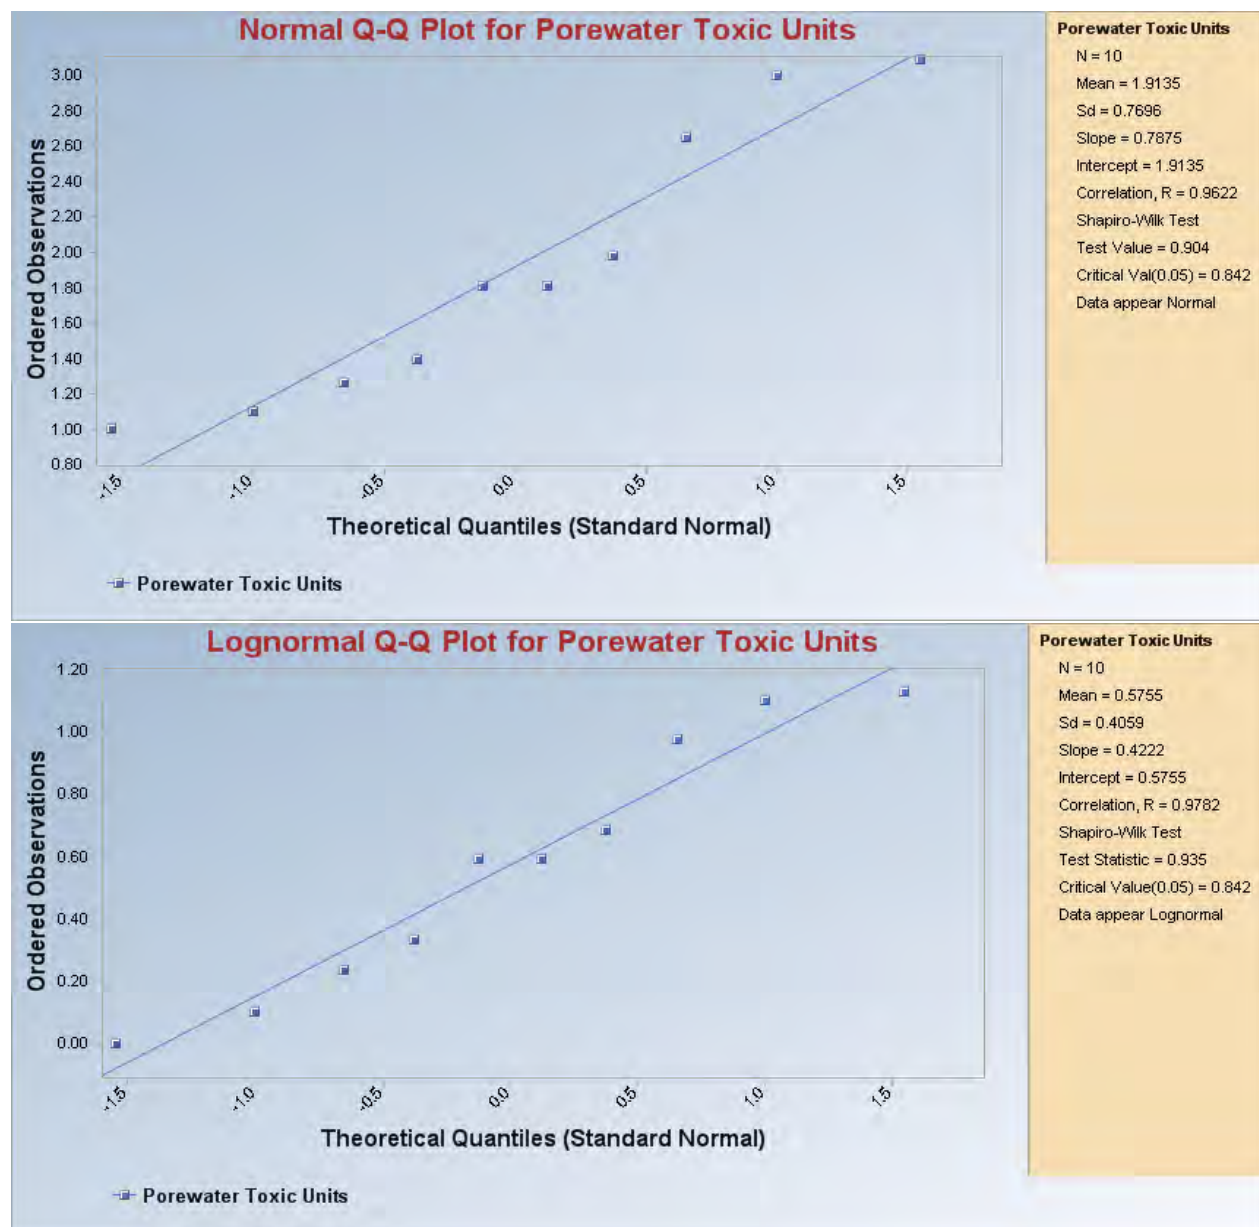 Normal Q-Q Plot for Porewater Toxic Units
Ordered Observations
3.00
2.80
2.60
2.40
2.20
2.00
1.80
1.60
1.40
1.20
1.00
0.80
-1.5
-1.0
-0.5
0.0
0.5
1.0
1.5
Theoretical Quantiles (Standard Normal)
Porewater Toxic Units
Porewater Toxic Units
N = 10
Mean = 1.9135
Sd = 0.7696
Slope = 0.7875
Intercept = 1.9135
Correlation, R = 0.9622
Shapiro-Wilk Test
Test Value = 0.904
Critical Val(0.05) = 0.842
Data appear Normal
Lognormal Q-Q Plot for Porewater Toxic Units
Ordered Observations
1.20
1.00
0.80
0.60
0.40
0.20
0.00
-1.5
-1.0
-0.5
0.0
0.5
1.0
1.5
Theoretical Quantiles (Standard Normal)
Porewater Toxic Units
Porewater Toxic Units
N = 10
Mean = 0.5755
Sd = 0.4059
Slope = 0.4222
Intercept = 0.5755
Correlation, R = 0.9782
Shapiro-Wilk Test
Test Statistic = 0.935
Critical Value(0.05) = 0.842
Data appear Lognormal